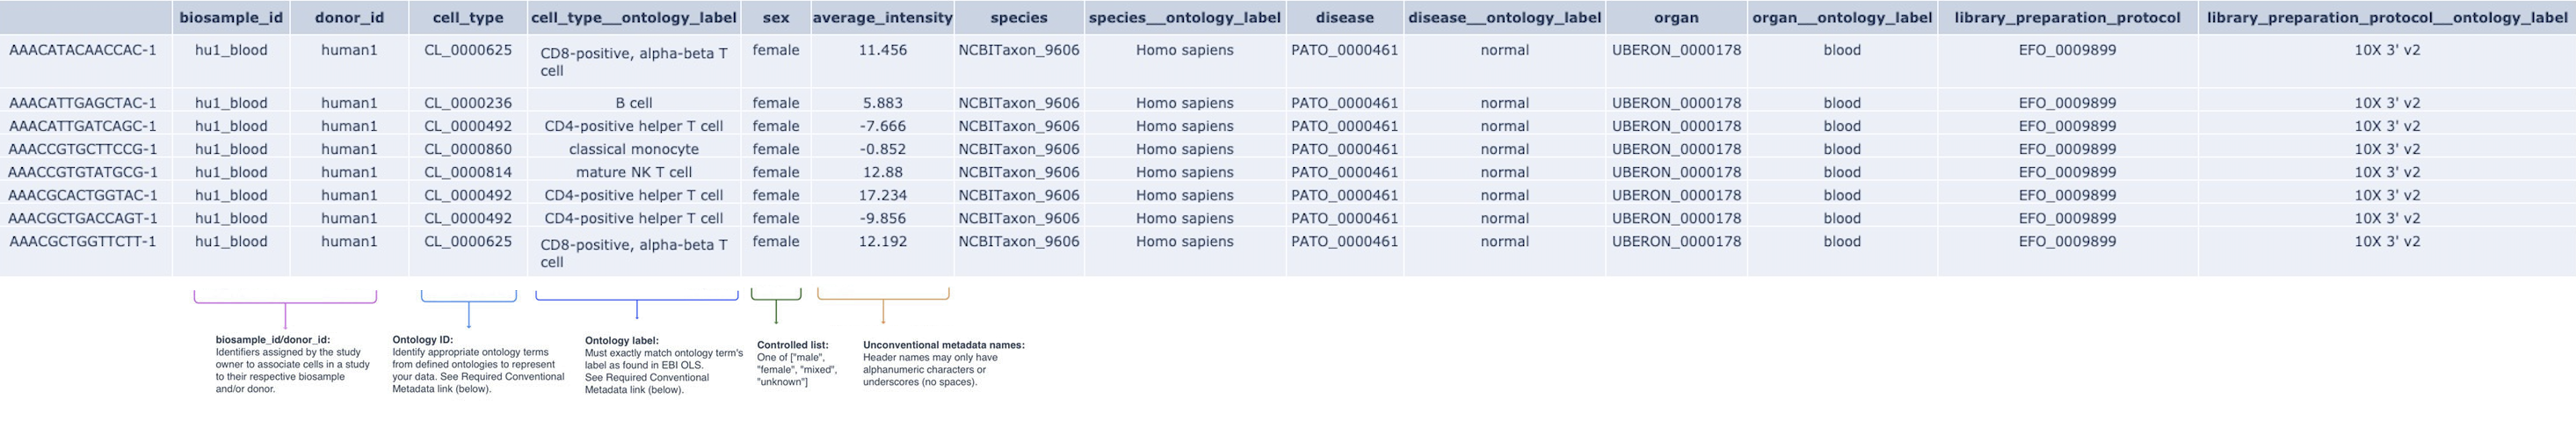 biosample_id donor_id cell_type cell_type__ontology_label sex average_intensity species species__ontology_label disease disease__ontology_label organ organ__ontology_label library_preparation_protocol library_preparation_protocol__ontology_label
AAACATACAACCAC-1 hu1_blood human1 CL_0000625 CD8-positive, alpha-beta T female 11.456 NCBITaxon_9606 Homo sapiens PATO_0000461 normal UBERON_0000178 blood EFO_0009899 10X 3' v2
cell
AAACATTGAGCTAC-1 hu1_blood human1 CL_0000236 B cell female 5.883 NCBITaxon_9606 Homo sapiens PATO_0000461 normal UBERON_0000178 blood EFO_0009899 10X 3' v2
AAACATTGATCAGC-1 hu1_blood human1 CL_0000492 CD4-positive helper T cell female -7.666 NCBITaxon_9606 Homo sapiens PATO_0000461 normal UBERON_0000178 blood EFO_0009899 10X 3' v2
AAACCGTGCTTCCG-1 hu1_blood human1 CL_0000860 classical monocyte female -0.852 NCBITaxon_9606 Homo sapiens PATO_0000461 normal UBERON_0000178 blood EFO_0009899 10X 3' v2
AAACCGTGTATGCG-1 hu1_blood human1 CL_0000814 mature NK T cell female 12.88 NCBITaxon_9606 Homo sapiens PATO_0000461 normal UBERON_0000178 blood EFO_0009899 10X 3' v2
AAACGCACTGGTAC-1 hu1_blood human1 CL_0000492 CD4-positive helper T cell female 17.234 NCBITaxon_9606 Homo sapiens PATO_0000461 normal UBERON_0000178 blood EFO_0009899 10X 3' v2
AAACGCTGACCAGT-1 hu1_blood human1 CL_0000492 CD4-positive helper T cell female -9.856 NCBITaxon_9606 Homo sapiens PATO_0000461 normal UBERON_0000178 blood EFO_0009899 10X 3' v2
AAACGCTGGTTCTT-1 hu1_blood human1 CL_0000625 CD8-positive, alpha-beta T female 12.192 NCBITaxon_9606 Homo sapiens PATO_0000461 normal UBERON_0000178 blood EFO_0009899 10X 3' v2
cell
biosample_id/donor_id:
Identifiers assigned by the study
owner to associate cells in a study
to their respective biosample
and/or donor.
Ontology ID:
Identify appropriate ontology terms
from defined ontologies to represent
your data. See Required Conventional
Metadata link (below).
Ontology label:
Must exactly match ontology term's
label as found in EBI OLS.
See Required Conventional
Metadata link (below).
Controlled list:
One of ["male",
"female", "mixed",
"unknown"]
Unconventional metadata names:
Header names may only have
alphanumeric characters or
underscores (no spaces).